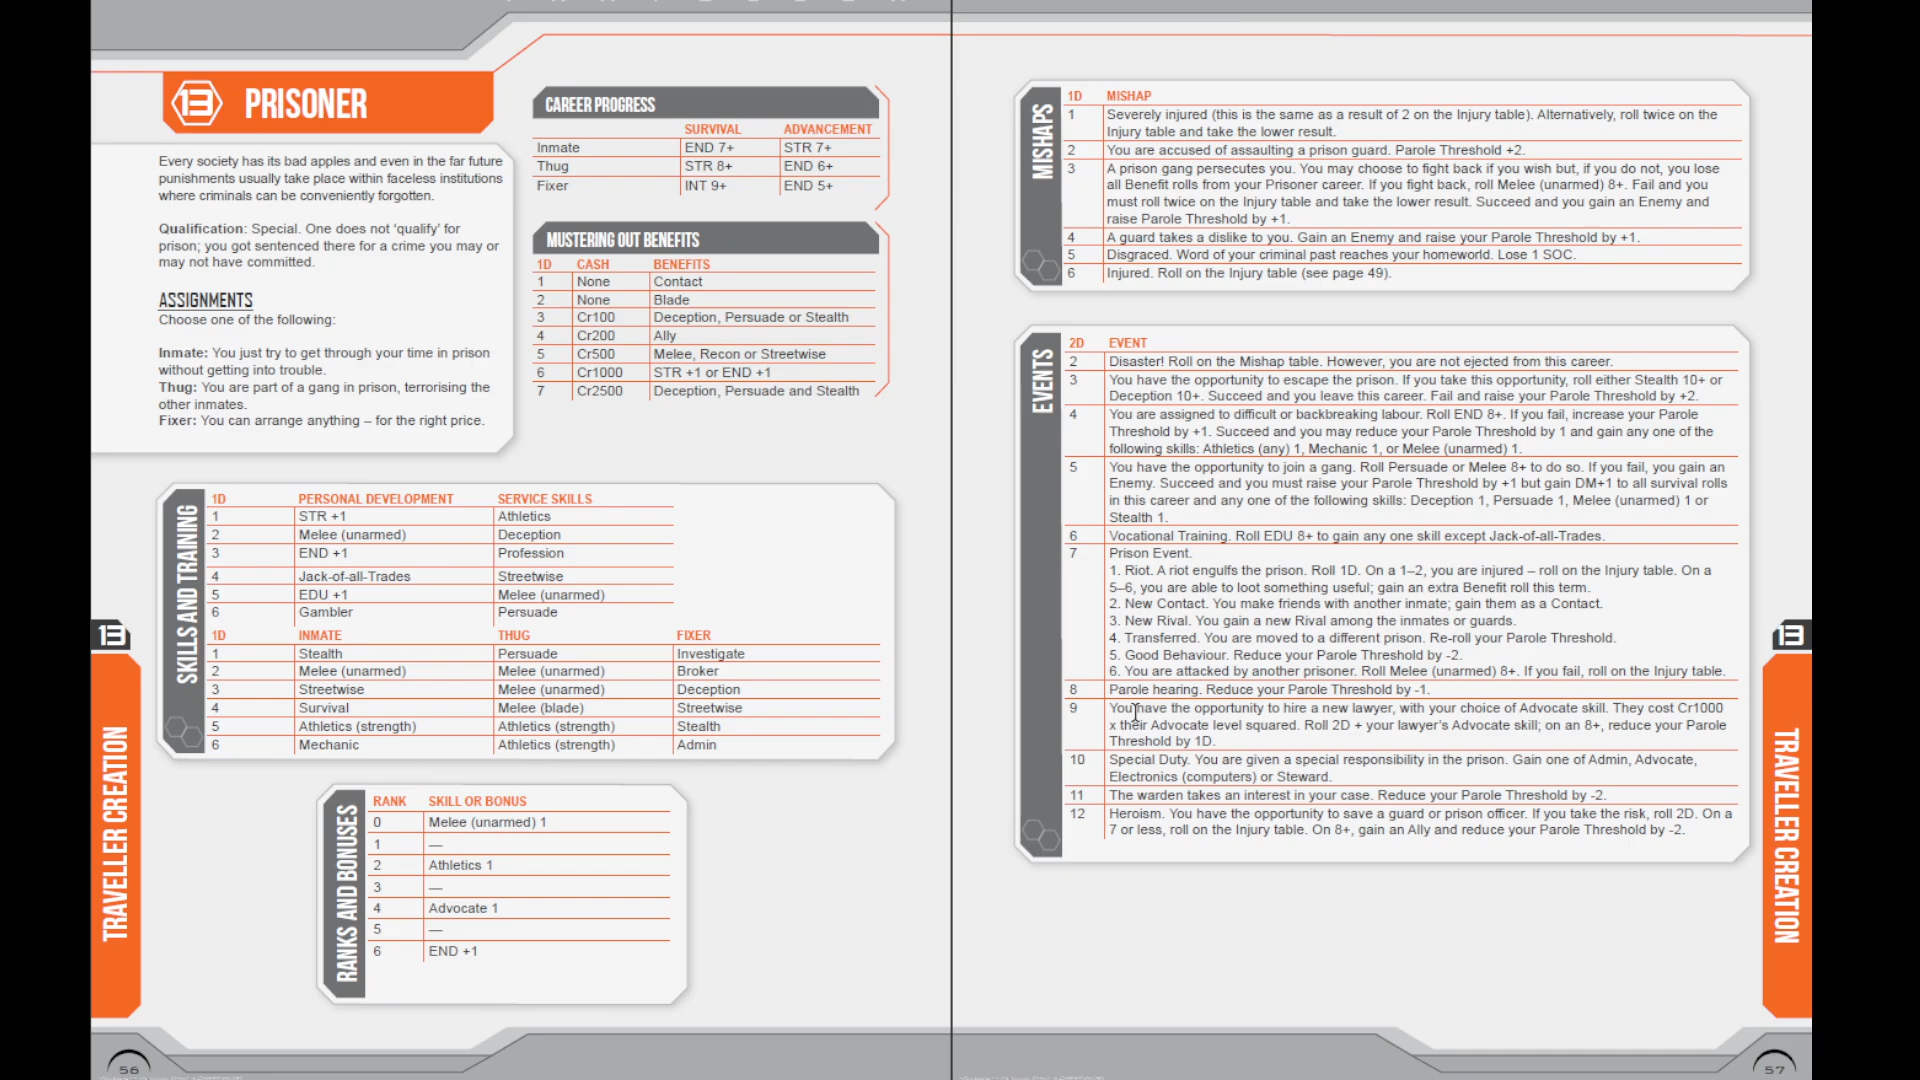 13 PRISONER
Every society has its bad apples and even in the far future
punishments usually take place within faceless institutions
where criminals can be conveniently forgotten.
Qualification: Special. One does not ‘qualify’ for
prison; you got sentenced there for a crime you may or
may not have committed.
ASSIGNMENTS
Choose one of the following:
Inmate: You just try to get through your time in prison
without getting into trouble.
Thug: You are part of a gang in prison, terrorising the
other inmates.
Fixer: You can arrange anything – for the right price.
CAREER PROGRESS
SURVIVAL ADVANCEMENT
Inmate END 7+ STR 7+
Thug STR 8+ END 6+
Fixer INT 9+ END 5+
MUSTERING OUT BENEFITS
1D CASH BENEFITS
1 None Contact
2 None Blade
3 Cr100 Deception, Persuade or Stealth
4 Cr200 Ally
5 Cr500 Melee, Recon or Streetwise
6 Cr1000 STR +1 or END +1
7 Cr2500 Deception, Persuade and Stealth
SKILLS AND TRAINING
1D PERSONAL DEVELOPMENT SERVICE SKILLS
1 STR +1 Athletics
2 Melee (unarmed) Deception
3 END +1 Profession
4 Jack-of-all-Trades Streetwise
5 EDU +1 Melee (unarmed)
6 Gambler Persuade
1D INMATE THUG FIXER
1 Stealth Persuade Investigate
2 Melee (unarmed) Melee (unarmed) Broker
3 Streetwise Melee (unarmed) Deception
4 Survival Melee (blade) Streetwise
5 Athletics (strength) Athletics (strength) Stealth
6 Mechanic Athletics (strength) Admin
RANKS AND BONUSES
RANK SKILL OR BONUS
0 Melee (unarmed) 1
1 —
2 Athletics 1
3 —
4 Advocate 1
5 —
6 END +1
13
TRAVELLER CREATION
56
MISHAPS
1D MISHAP
1 Severely injured (this is the same as a result of 2 on the Injury table). Alternatively, roll twice on the
Injury table and take the lower result.
2 You are accused of assaulting a prison guard. Parole Threshold +2.
3 A prison gang persecutes you. You may choose to fight back if you wish but, if you do not, you lose
all Benefit rolls from your Prisoner career. If you fight back, roll Melee (unarmed) 8+. Fail and you
must roll twice on the Injury table and take the lower result. Succeed and you gain an Enemy and
raise Parole Threshold by +1.
4 A guard takes a dislike to you. Gain an Enemy and raise your Parole Threshold by +1.
5 Disgraced. Word of your criminal past reaches your homeworld. Lose 1 SOC.
6 Injured. Roll on the Injury table (see page 49).
EVENTS
2D EVENT
2 Disaster! Roll on the Mishap table. However, you are not ejected from this career.
3 You have the opportunity to escape the prison. If you take this opportunity, roll either Stealth 10+ or
Deception 10+. Succeed and you leave this career. Fail and raise your Parole Threshold by +2.
4 You are assigned to difficult or backbreaking labour. Roll END 8+. If you fail, increase your Parole
Threshold by +1. Succeed and you may reduce your Parole Threshold by 1 and gain any one of the
following skills: Athletics (any) 1, Mechanic 1, or Melee (unarmed) 1.
5 You have the opportunity to join a gang. Roll Persuade or Melee 8+ to do so. If you fail, you gain an
Enemy. Succeed and you must raise your Parole Threshold by +1 but gain DM+1 to all survival rolls
in this career and any one of the following skills: Deception 1, Persuade 1, Melee (unarmed) 1 or
Stealth 1.
6 Vocational Training. Roll EDU 8+ to gain any one skill except Jack-of-all-Trades.
7 Prison Event.
1. Riot. A riot engulfs the prison. Roll 1D. On a 1–2, you are injured – roll on the Injury table. On a
5–6, you are able to loot something useful; gain an extra Benefit roll this term.
2. New Contact. You make friends with another inmate; gain them as a Contact.
3. New Rival. You gain a new Rival among the inmates or guards.
4. Transferred. You are moved to a different prison. Re-roll your Parole Threshold.
5. Good Behaviour. Reduce your Parole Threshold by -2.
6. You are attacked by another prisoner. Roll Melee (unarmed) 8+. If you fail, roll on the Injury table.
8 Parole hearing. Reduce your Parole Threshold by -1.
9 You have the opportunity to hire a new lawyer, with your choice of Advocate skill. They cost Cr1000
x their Advocate level squared. Roll 2D + your lawyer’s Advocate skill; on an 8+, reduce your Parole
Threshold by 1D.
10 Special Duty. You are given a special responsibility in the prison. Gain one of Admin, Advocate,
Electronics (computers) or Steward.
11 The warden takes an interest in your case. Reduce your Parole Threshold by -2.
12 Heroism. You have the opportunity to save a guard or prison officer. If you take the risk, roll 2D. On a
7 or less, roll on the Injury table. On 8+, gain an Ally and reduce your Parole Threshold by -2.
13
TRAVELLER CREATION
57